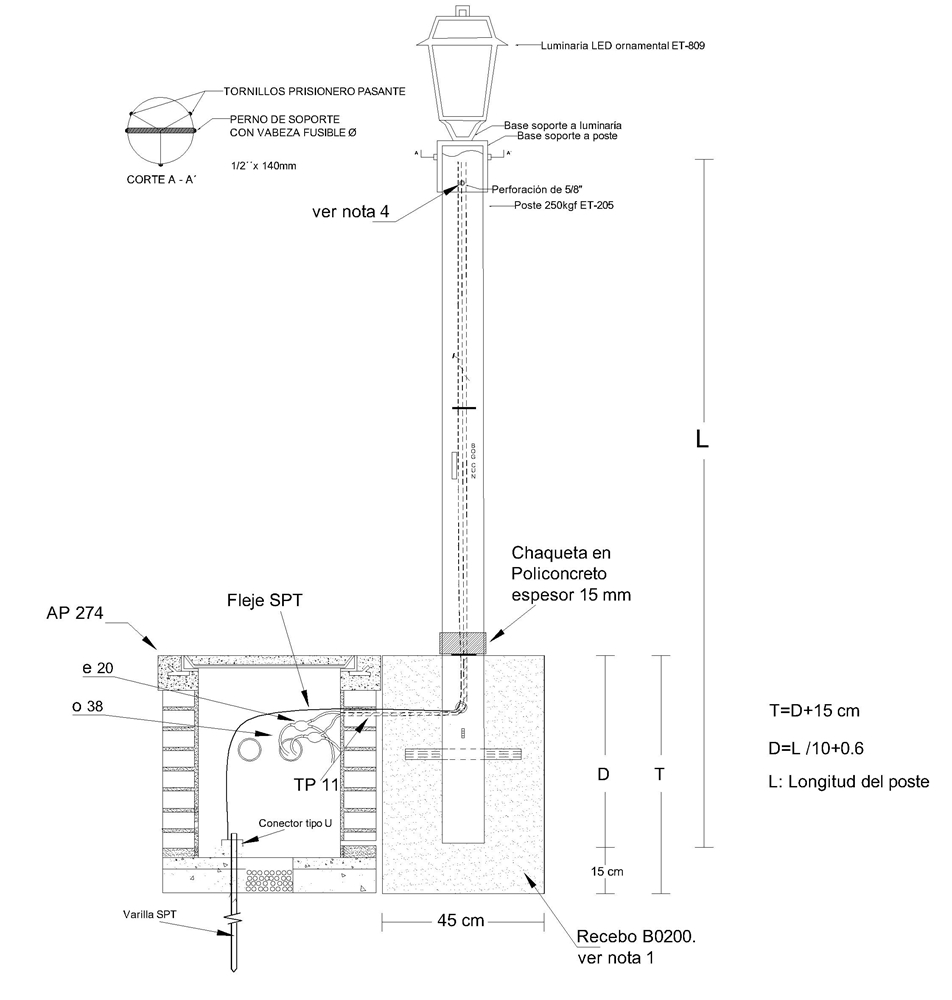 Luminaria LED ornamental ET-809
TORNILLOS PRISIONERO PASANTE
PERNO DE SOPORTE
CON VABEZA FUSIBLE Ø
1/2´´x 140mm
CORTE A - A´
Base soporte a luminaria
Base soporte a poste
A
A´
Perforación de 5/8"
Poste 250kgf ET-205
ver nota 4
L
Chaqueta en
Policoncreto
espesor 15 mm
Fleje SPT
AP 274
e 20
o 38
TP 11
Conector tipo U
Varilla SPT
D
T
15 cm
45 cm
T=D+15 cm
D=L /10+0.6
L: Longitud del poste
Recebo B0200.
ver nota 1